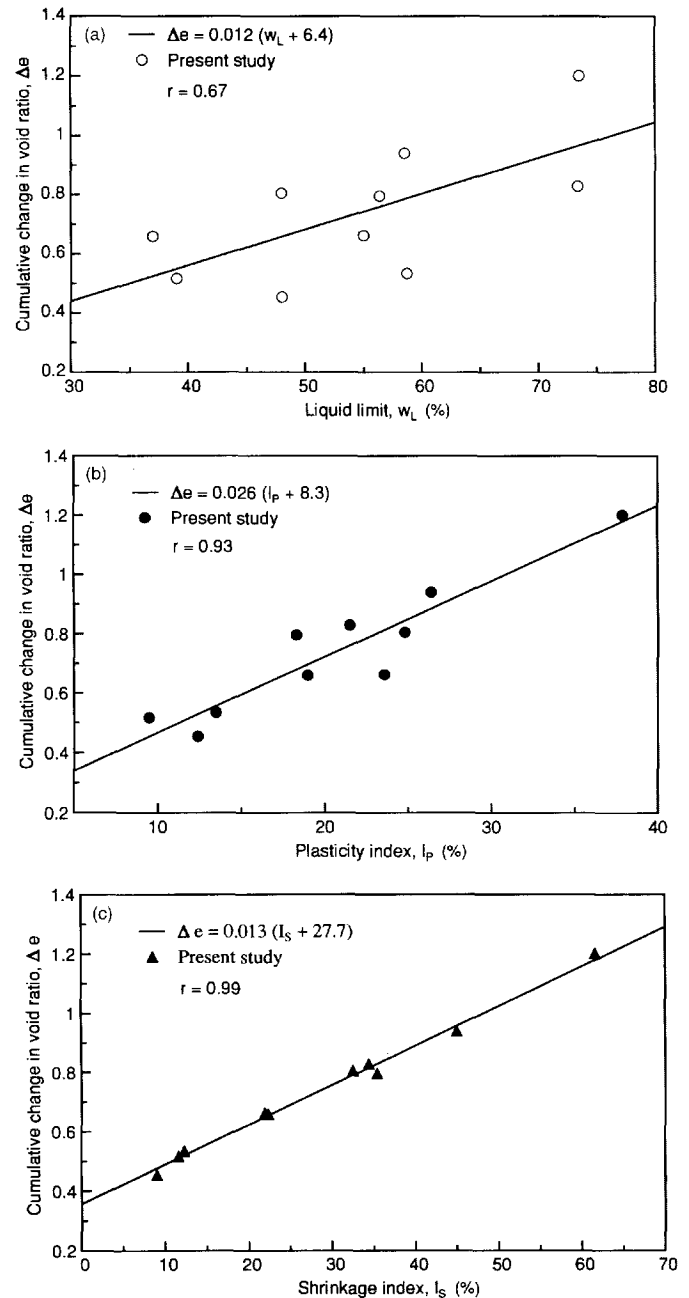 (a)
Δe = 0.012 (wL + 6.4)
Present study
r = 0.67
Cumulative change in void ratio, Δe
1.4
1.2
1
0.8
0.6
0.4
0.2
30 40 50 60 70 80
Liquid limit, wL (%)
(b)
Δe = 0.026 (IP + 8.3)
Present study
r = 0.93
Cumulative change in void ratio, Δe
1.4
1.2
1
0.8
0.6
0.4
0.2
10 20 30 40
Plasticity index, IP (%)
(c)
Δ e = 0.013 (IS + 27.7)
Present study
r = 0.99
Cumulative change in void ratio, Δ e
1.4
1.2
1
0.8
0.6
0.4
0.2
0 10 20 30 40 50 60 70
Shrinkage index, IS (%)